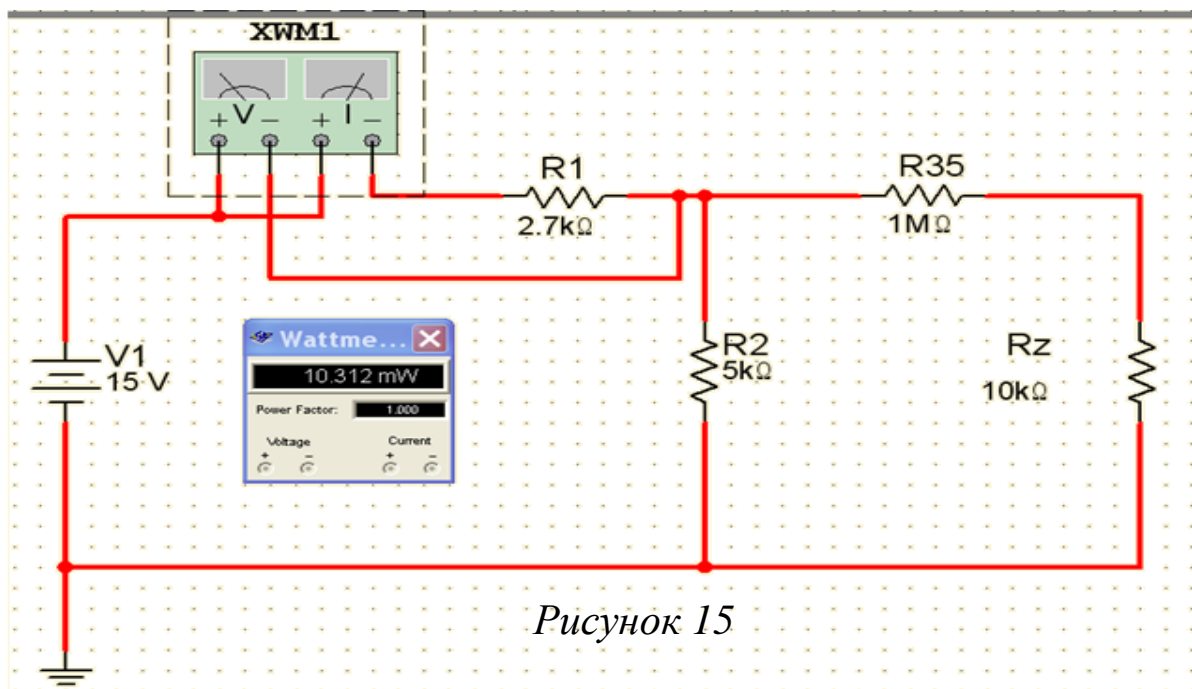 XWM1
+ V − + I −
R1
2.7kΩ
R35
1MΩ
V1
15 V
Wattme...
10.312 mW
Power Factor: 1.000
Voltage Current
+ − + −
R2
5kΩ
Rz
10kΩ
Рисунок 15